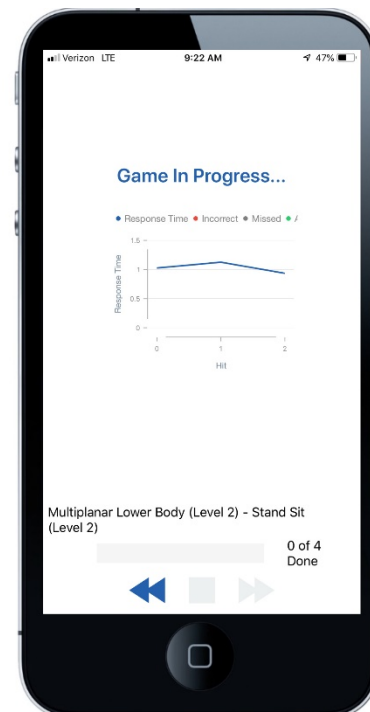 Verizon LTE 9:22 AM 47%
Game In Progress...
Response Time Incorrect Missed
1.5
1
0.5
0
Response Time
0 1 2
Hit
Multiplanar Lower Body (Level 2) - Stand Sit
(Level 2)
0 of 4
Done